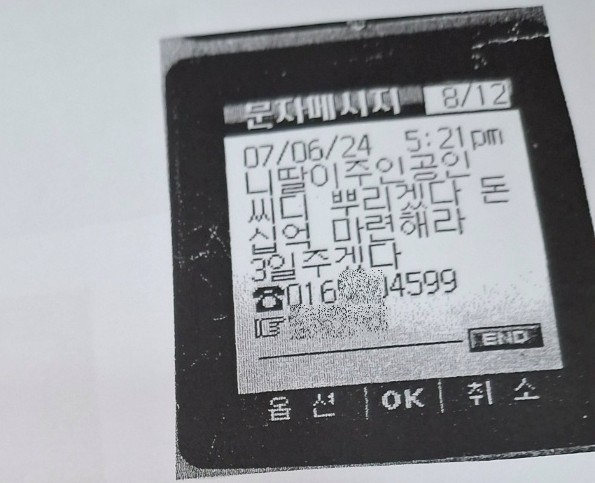 문자메시지 8/12
07/06/24 5:21pm
니딸이주인공인
씨디 뿌리겠다 돈
십억 마련해라
3일주겠다
☎016 04599
☞
END
옵션 OK 취소